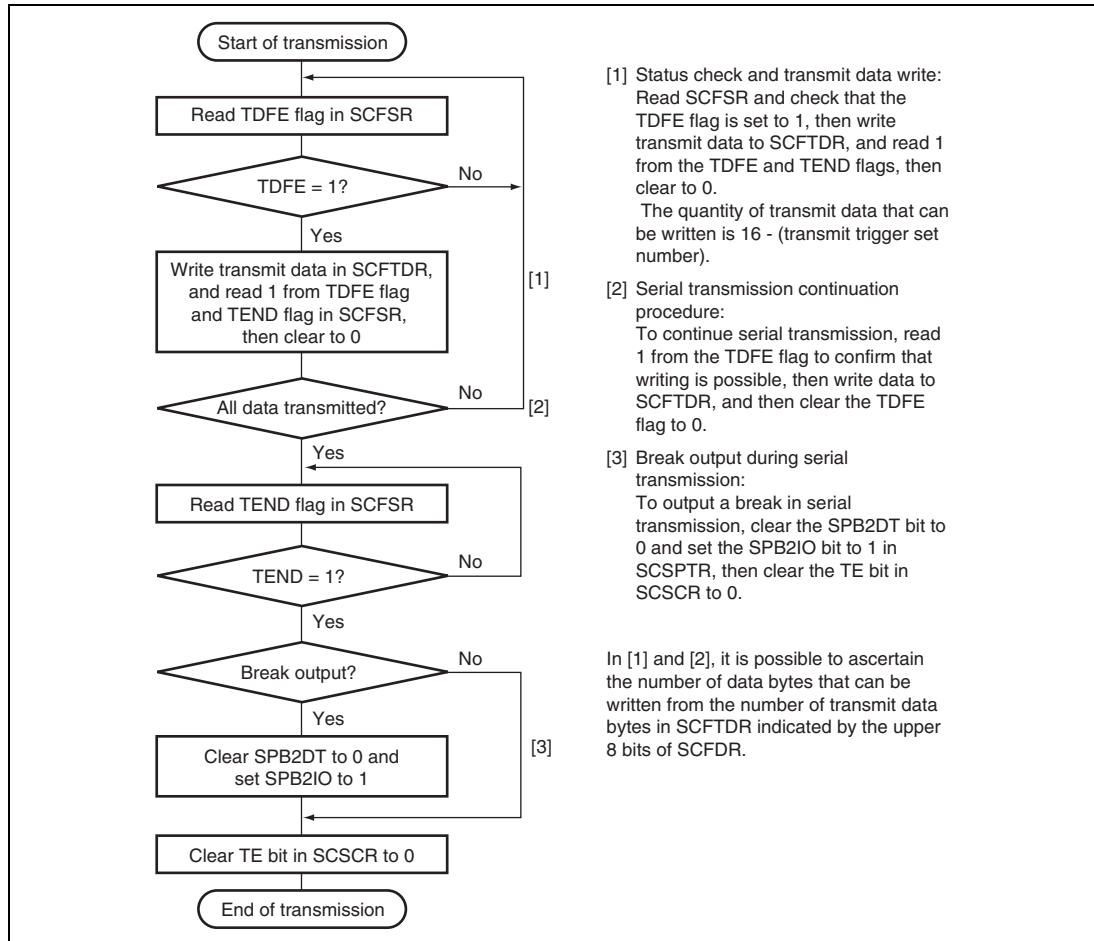 Start of transmission
Read TDFE flag in SCFSR
TDFE = 1?
No
Yes
Write transmit data in SCFTDR,
and read 1 from TDFE flag
and TEND flag in SCFSR,
then clear to 0
[1]
All data transmitted?
No
[2]
Yes
Read TEND flag in SCFSR
TEND = 1?
No
Yes
Break output?
No
Yes
Clear SPB2DT to 0 and
set SPB2IO to 1
[3]
Clear TE bit in SCSCR to 0
End of transmission
[1] Status check and transmit data write:
Read SCFSR and check that the
TDFE flag is set to 1, then write
transmit data to SCFTDR, and read 1
from the TDFE and TEND flags, then
clear to 0.
The quantity of transmit data that can
be written is 16 - (transmit trigger set
number).
[2] Serial transmission continuation
procedure:
To continue serial transmission, read
1 from the TDFE flag to confirm that
writing is possible, then write data to
SCFTDR, and then clear the TDFE
flag to 0.
[3] Break output during serial
transmission:
To output a break in serial
transmission, clear the SPB2DT bit to
0 and set the SPB2IO bit to 1 in
SCSPTR, then clear the TE bit in
SCSCR to 0.
In [1] and [2], it is possible to ascertain
the number of data bytes that can be
written from the number of transmit data
bytes in SCFTDR indicated by the upper
8 bits of SCFDR.